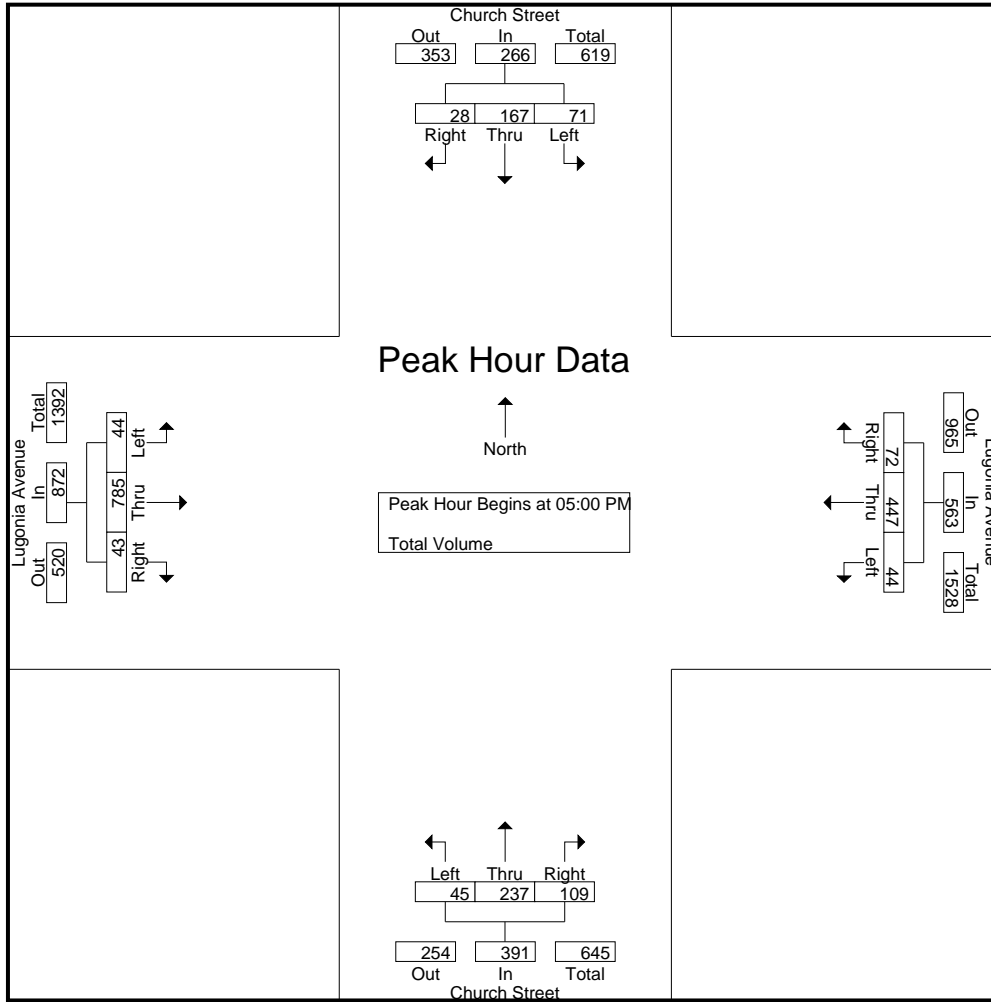 Church Street
Out In Total
353 266 619
28 167 71
Right Thru Left
Peak Hour Data
North
Peak Hour Begins at 05:00 PM
Total Volume
Lugonia Avenue
Out In Total
520 872 1392
44 785 43
Left Thru Right
Lugonia Avenue
Out In Total
965 563 1528
72 447 44
Right Thru Left
Left Thru Right
45 237 109
254 391 645
Out In Total
Church Street